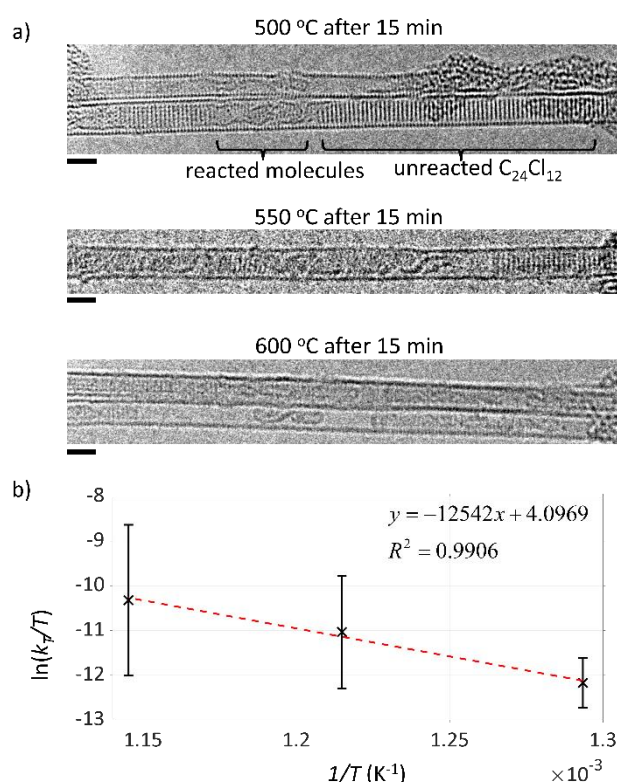 a)
500 °C after 15 min
reacted molecules
unreacted C₂₄Cl₁₂
550 °C after 15 min
600 °C after 15 min
b)
y = −12542x + 4.0969
R² = 0.9906
-8
-9
-10
-11
-12
-13
ln(k_T/T)
1.15
1.2
1.25
1.3
1/T (K⁻¹)
×10⁻³